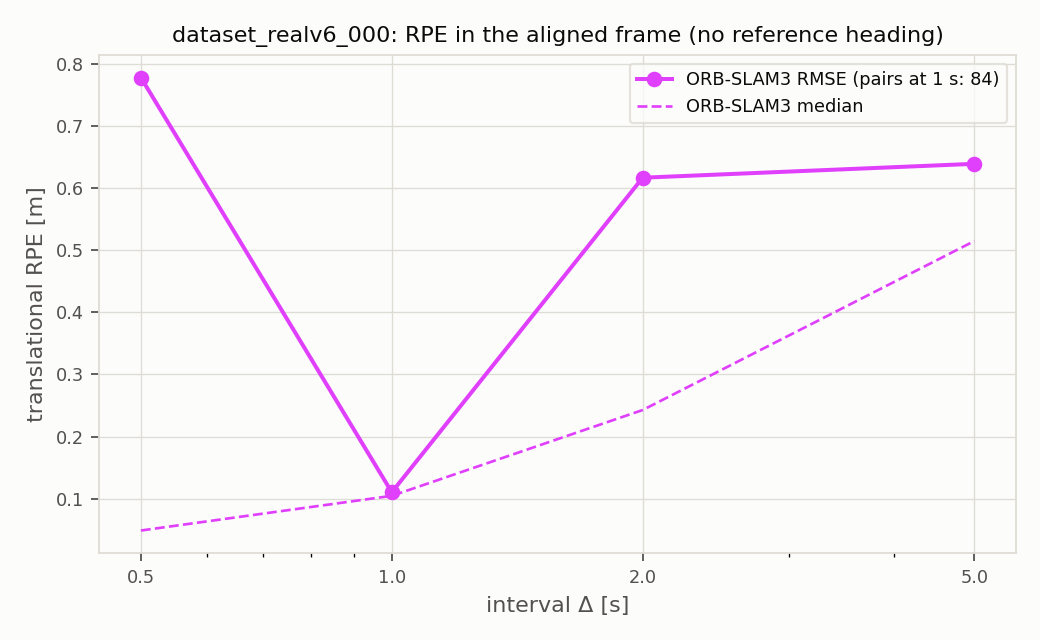 dataset_realv6_000: RPE in the aligned frame (no reference heading)
ORB-SLAM3 RMSE (pairs at 1 s: 84)
ORB-SLAM3 median
translational RPE [m]
0.8
0.7
0.6
0.5
0.4
0.3
0.2
0.1
0.5
1.0
2.0
5.0
interval Δ [s]